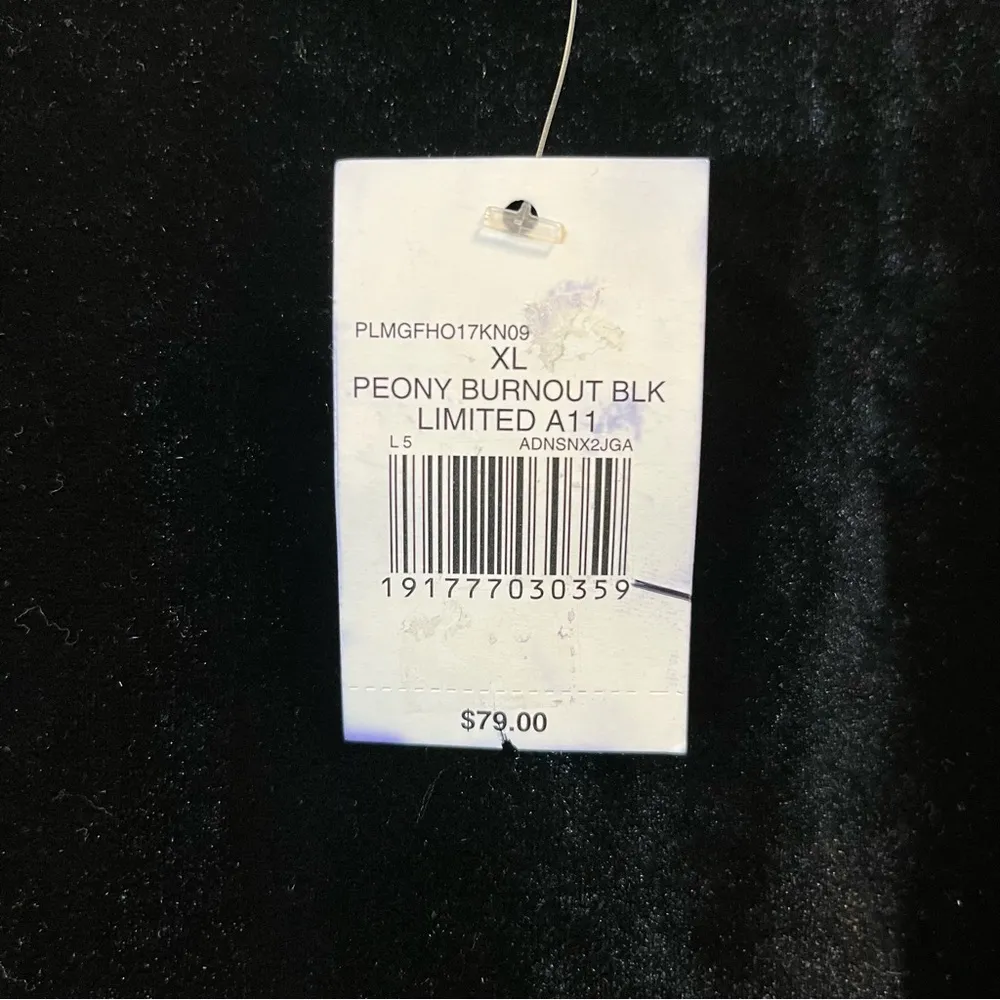 PLMGFHO17KN09
XL
PEONY BURNOUT BLK
LIMITED A11
L 5 ADNSNX2JGA
191777030359
$79.00